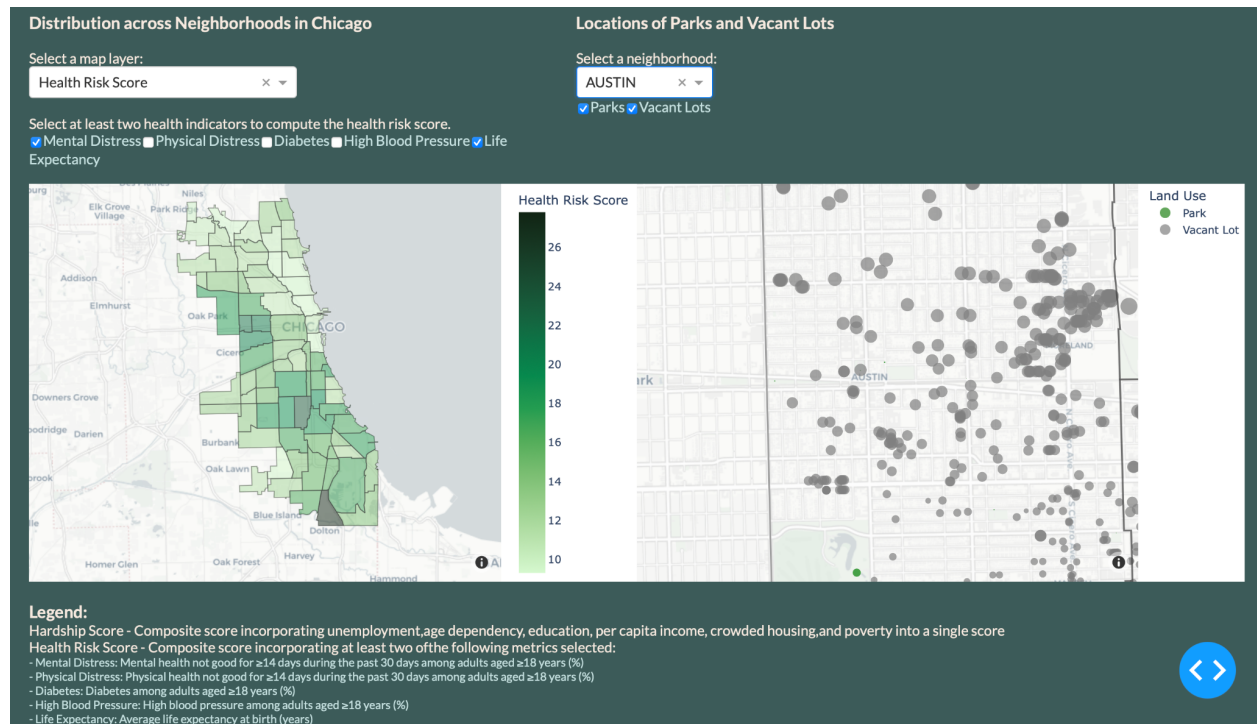 Distribution across Neighborhoods in Chicago
Locations of Parks and Vacant Lots
Select a map layer:
Health Risk Score
Select a neighborhood:
AUSTIN
Parks Vacant Lots
Select at least two health indicators to compute the health risk score.
Mental Distress Physical Distress Diabetes High Blood Pressure Life
Expectancy
Niles
Elk Grove
Village
Park Ridge
Addison
Elmhurst
Oak Park
CHICAGO
Cicero
Downers Grove
Darien
Burbank
Oak Lawn
Blue Island
Dolton
Homer Glen
Oak Forest
Harvey
Hammond
Health Risk Score
26
24
22
20
18
16
14
12
10
AUSTIN
Land Use
Park
Vacant Lot
Legend:
Hardship Score - Composite score incorporating unemployment,age dependency, education, per capita income, crowded housing,and poverty into a single score
Health Risk Score - Composite score incorporating at least two ofthe following metrics selected:
- Mental Distress: Mental health not good for ≥14 days during the past 30 days among adults aged ≥18 years (%)
- Physical Distress: Physical health not good for ≥14 days during the past 30 days among adults aged ≥18 years (%)
- Diabetes: Diabetes among adults aged ≥18 years (%)
- High Blood Pressure: High blood pressure among adults aged ≥18 years (%)
- Life Expectancy: Average life expectancy at birth (years)